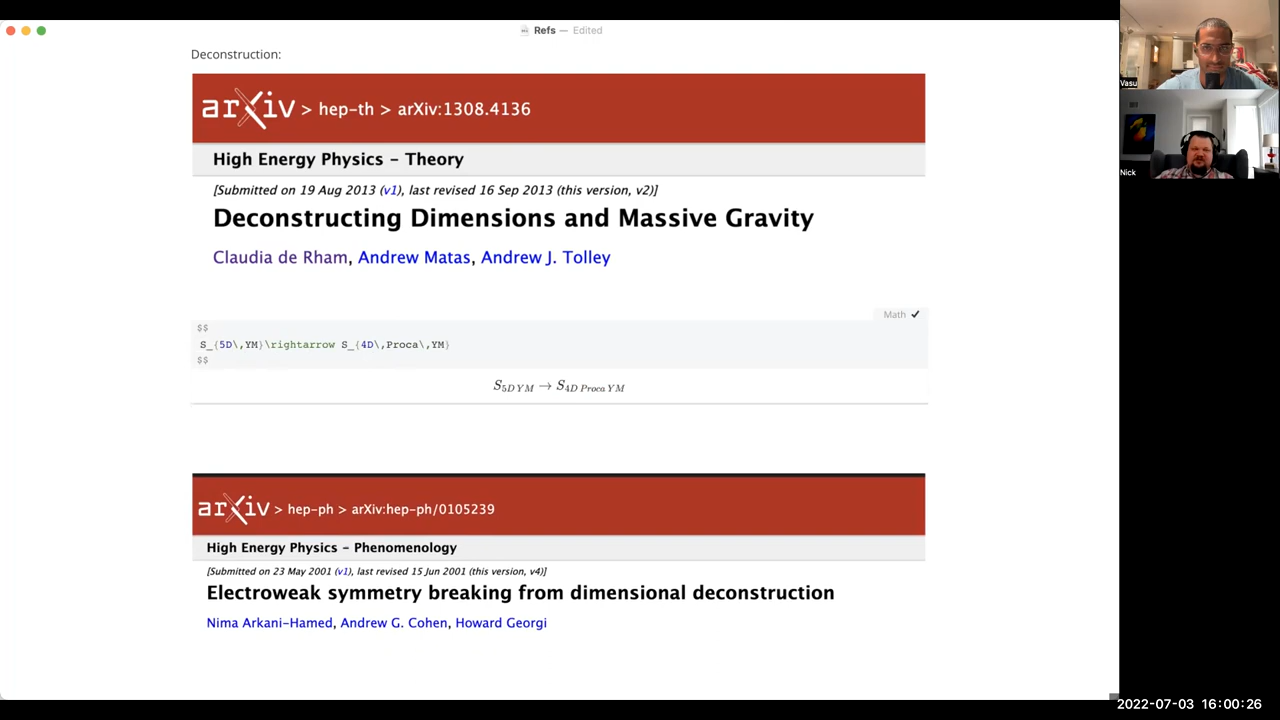 Refs — Edited
Deconstruction:
arXiv > hep-th > arXiv:1308.4136
High Energy Physics – Theory
[Submitted on 19 Aug 2013 (v1), last revised 16 Sep 2013 (this version, v2)]
Deconstructing Dimensions and Massive Gravity
Claudia de Rham, Andrew Matas, Andrew J. Tolley
Math ✔
$$
S_{5D\,YM}\rightarrow S_{4D\,Proca\,YM}
$$
S_{5D YM} → S_{4D Proca YM}
arXiv > hep-ph > arXiv:hep-ph/0105239
High Energy Physics – Phenomenology
[Submitted on 23 May 2001 (v1), last revised 15 Jun 2001 (this version, v4)]
Electroweak symmetry breaking from dimensional deconstruction
Nima Arkani-Hamed, Andrew G. Cohen, Howard Georgi
Vasu
Nick
2022-07-03 16:00:26